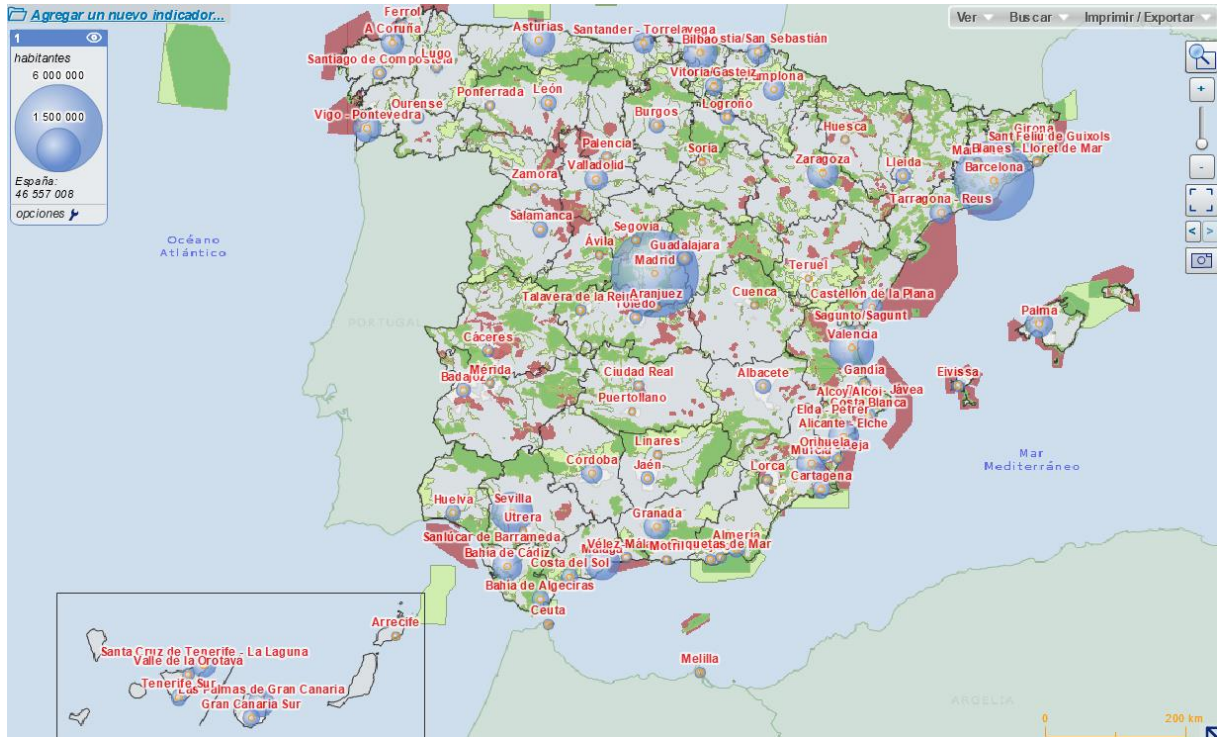 Agregar un nuevo indicador...
Ver
Buscar
Imprimir / Exportar
1
habitantes
6 000 000
1 500 000
España:
46 557 008
opciones
Ferrol
A Coruña
Asturias
Santander - Torrelavega
Lugo
Santiago de Compostela
Vitoria/Gasteiz
Ponferrada
León
Ourense
Burgos
Logroño
Vigo - Pontevedra
Huesca
Girona
Sant Feliu de Guíxols
Blanes - Lloret de Mar
Palencia
Soria
Zaragoza
Lleida
Barcelona
Valladolid
Zamora
Tarragona - Reus
Salamanca
Segovia
Océano
Atlántico
Ávila
Guadalajara
Madrid
Teruel
Talavera de la Reina
Aranjuez
Toledo
Cuenca
Castellón de la Plana
PORTUGAL
Sagunto/Sagunt
Palma
Valencia
Cáceres
Mérida
Badajoz
Ciudad Real
Albacete
Gandia
Eivissa
Alcoy/Alcoi
Jávea
Costa Blanca
Puertollano
Elda - Petrer
Alicante - Elche
Linares
Orihuela
Murcia
Mar
Mediterráneo
Córdoba
Jaén
Lorca
Cartagena
Huelva
Sevilla
Utrera
Granada
Sanlúcar de Barrameda
Almería
Bahía de Cádiz
Costa del Sol
Bahía de Algeciras
Ceuta
Arrecife
Santa Cruz de Tenerife - La Laguna
Valle de la Orotava
Melilla
Tenerife Sur
Las Palmas de Gran Canaria
Gran Canaria Sur
ARGELIA
0
200 km